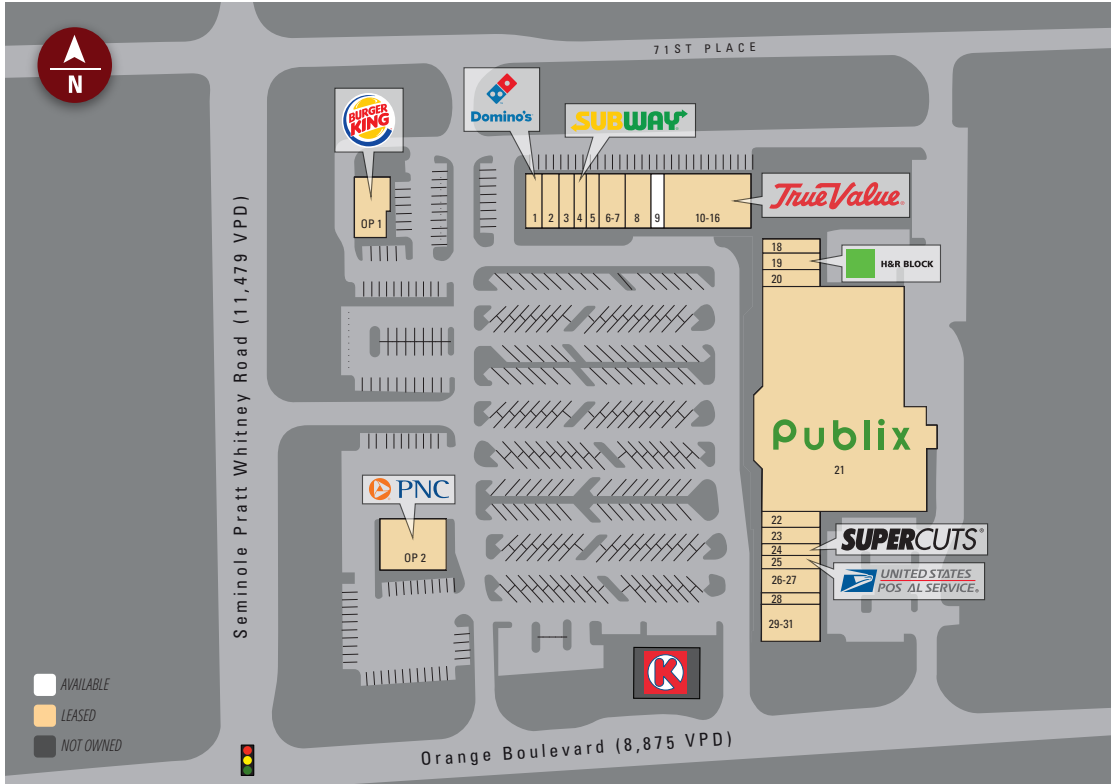 71ST PLACE
N
BURGER
KING
Domino's
SUBWAY
TrueValue.
OP 1
1
2
3
4
5
6-7
8
9
10-16
18
19
20
H&R BLOCK
Seminole Pratt Whitney Road (11,479 VPD)
Publix
21
PNC
OP 2
22
23
24
25
26-27
28
29-31
SUPERCUTS®
UNITED STATES
POS AL SERVICE®
K
AVAILABLE
LEASED
NOT OWNED
Orange Boulevard (8,875 VPD)